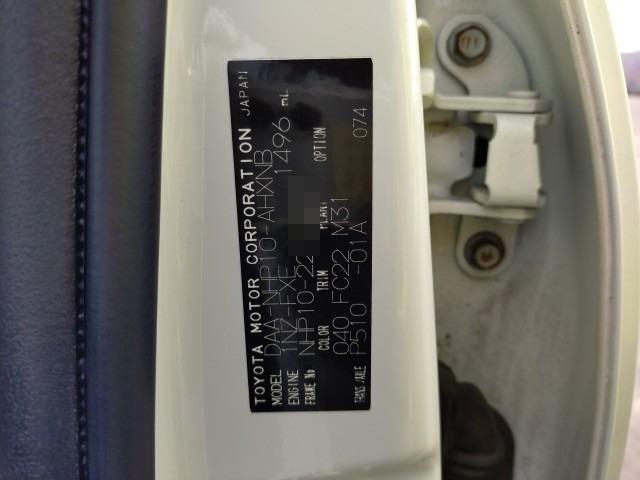 TOYOTA MOTOR CORPORATION JAPAN
MODEL DAA-NHP10-AHXNB
ENGINE 1NZ-FXE 1496 mL
FRAME No NHP10-22
COLOR TRIM PLANT OPTION
040 FC22 M31 074
TRANS./AXLE P510 -01A